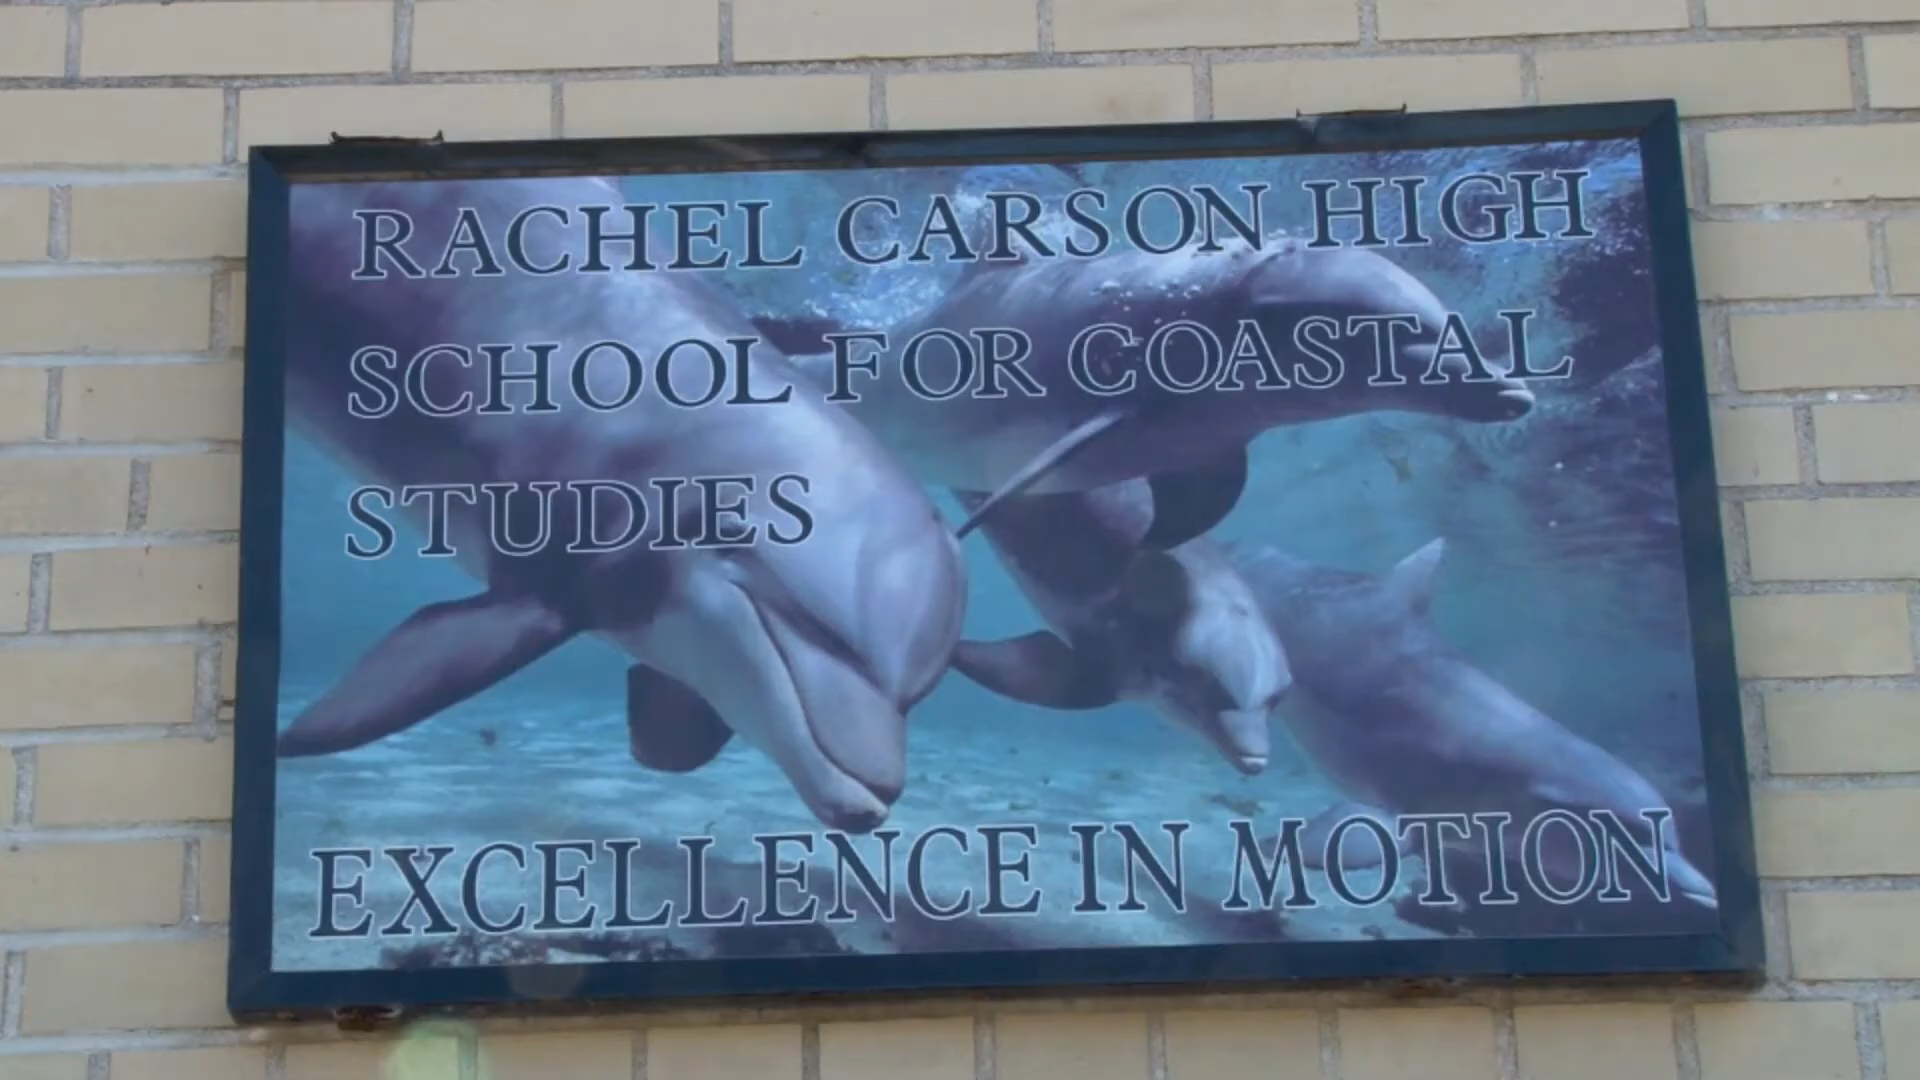 RACHEL CARSON HIGH
SCHOOL FOR COASTAL
STUDIES
EXCELLENCE IN MOTION